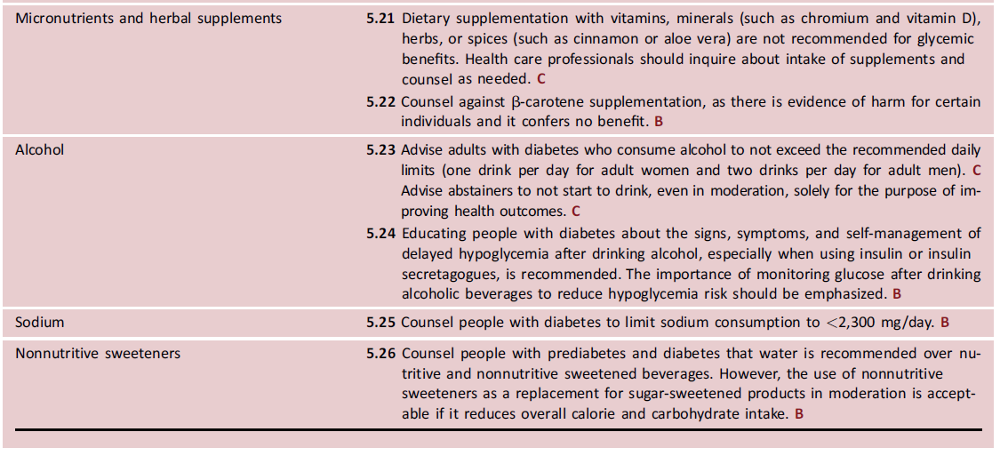 Micronutrients and herbal supplements
5.21 Dietary supplementation with vitamins, minerals (such as chromium and vitamin D),
herbs, or spices (such as cinnamon or aloe vera) are not recommended for glycemic
benefits. Health care professionals should inquire about intake of supplements and
counsel as needed. C
5.22 Counsel against β-carotene supplementation, as there is evidence of harm for certain
individuals and it confers no benefit. B
Alcohol
5.23 Advise adults with diabetes who consume alcohol to not exceed the recommended daily
limits (one drink per day for adult women and two drinks per day for adult men). C
Advise abstainers to not start to drink, even in moderation, solely for the purpose of im-
proving health outcomes. C
5.24 Educating people with diabetes about the signs, symptoms, and self-management of
delayed hypoglycemia after drinking alcohol, especially when using insulin or insulin
secretagogues, is recommended. The importance of monitoring glucose after drinking
alcoholic beverages to reduce hypoglycemia risk should be emphasized. B
Sodium
5.25 Counsel people with diabetes to limit sodium consumption to <2,300 mg/day. B
Nonnutritive sweeteners
5.26 Counsel people with prediabetes and diabetes that water is recommended over nu-
tritive and nonnutritive sweetened beverages. However, the use of nonnutritive
sweeteners as a replacement for sugar-sweetened products in moderation is accept-
able if it reduces overall calorie and carbohydrate intake. B